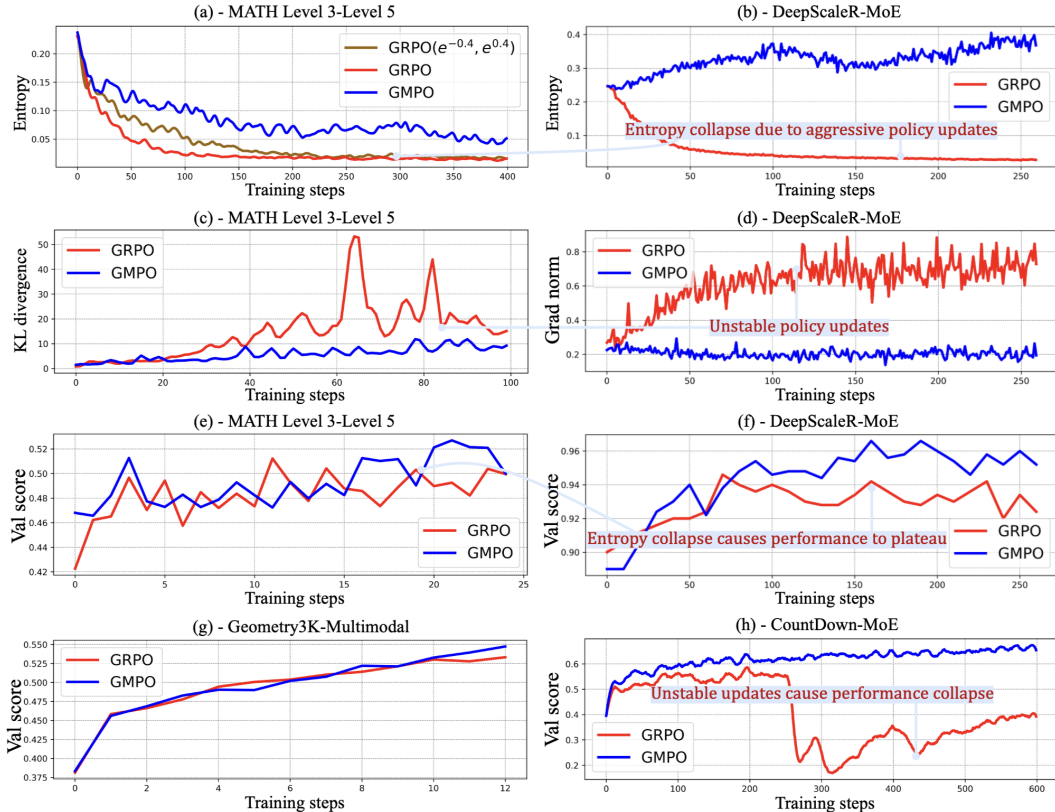 (a) - MATH Level 3-Level 5
Entropy
0.20
0.15
0.10
0.05
GRPO(e^{-0.4}, e^{0.4})
GRPO
GMPO
0
50
100
150
200
250
300
350
400
Training steps
(b) - DeepScaleR-MoE
Entropy
0.4
0.3
0.2
0.1
GRPO
GMPO
Entropy collapse due to aggressive policy updates
0
50
100
150
200
250
Training steps
(c) - MATH Level 3-Level 5
KL divergence
50
40
30
20
10
0
GRPO
GMPO
0
20
40
60
80
100
Training steps
(d) - DeepScaleR-MoE
Grad norm
0.8
0.6
0.4
0.2
GRPO
GMPO
Unstable policy updates
0
50
100
150
200
250
Training steps
(e) - MATH Level 3-Level 5
Val score
0.52
0.50
0.48
0.46
0.44
0.42
GRPO
GMPO
0
5
10
15
20
25
Training steps
(f) - DeepScaleR-MoE
Val score
0.96
0.94
0.92
0.90
GRPO
GMPO
Entropy collapse causes performance to plateau
0
50
100
150
200
250
Training steps
(g) - Geometry3K-Multimodal
Val score
0.550
0.525
0.500
0.475
0.450
0.425
0.400
0.375
GRPO
GMPO
0
2
4
6
8
10
12
Training steps
(h) - CountDown-MoE
Val score
0.6
0.5
0.4
0.3
0.2
GRPO
GMPO
Unstable updates cause performance collapse
0
100
200
300
400
500
600
Training steps